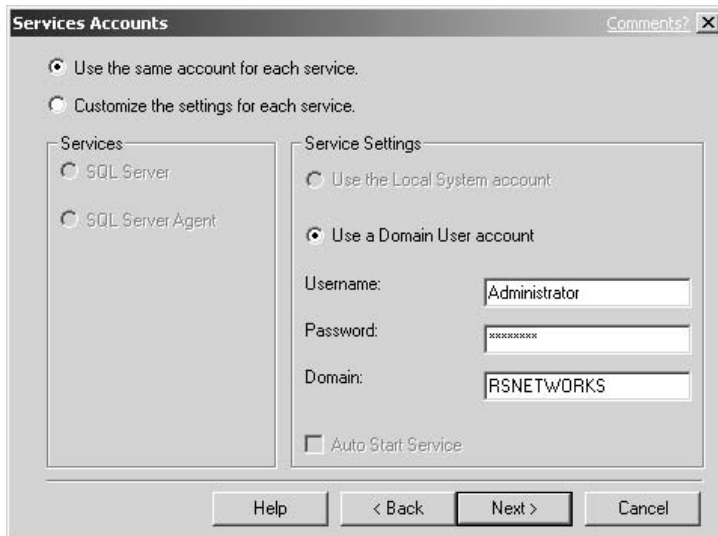 Services Accounts
Comments?
Use the same account for each service.
Customize the settings for each service.
Services
SQL Server
SQL Server Agent
Service Settings
Use the Local System account
Use a Domain User account
Username:
Administrator
Password:
xxxxxxxx
Domain:
RSNETWORKS
Auto Start Service
Help
< Back
Next >
Cancel